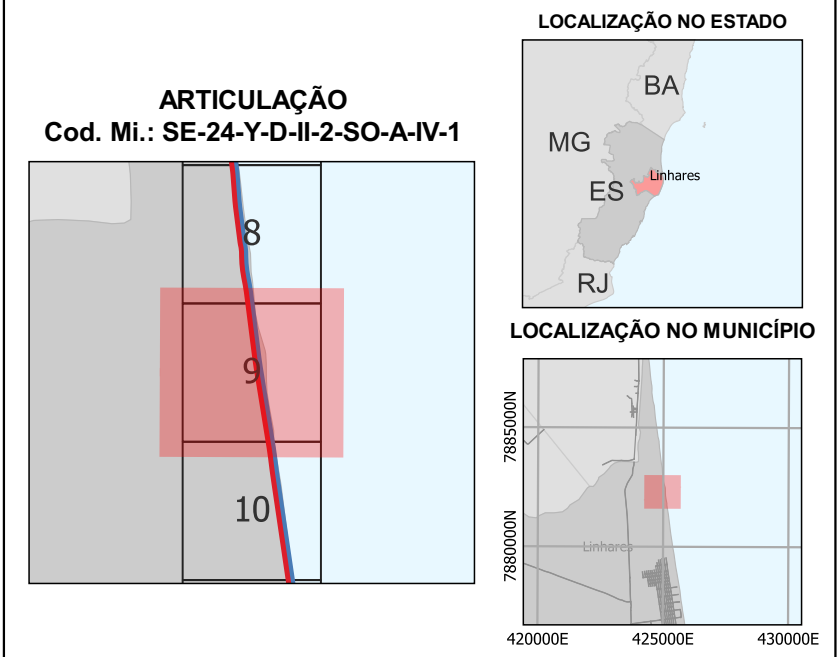 ARTICULAÇÃO
Cod. Mi.: SE-24-Y-D-II-2-SO-A-IV-1
8
9
10
LOCALIZAÇÃO NO ESTADO
BA
MG
Linhares
ES
RJ
LOCALIZAÇÃO NO MUNICÍPIO
7885000N
7880000N
Linhares
420000E 425000E 430000E